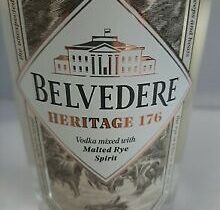 BELVEDERE
HERITAGE 176
Vodka mixed with
Malted Rye
Spirit